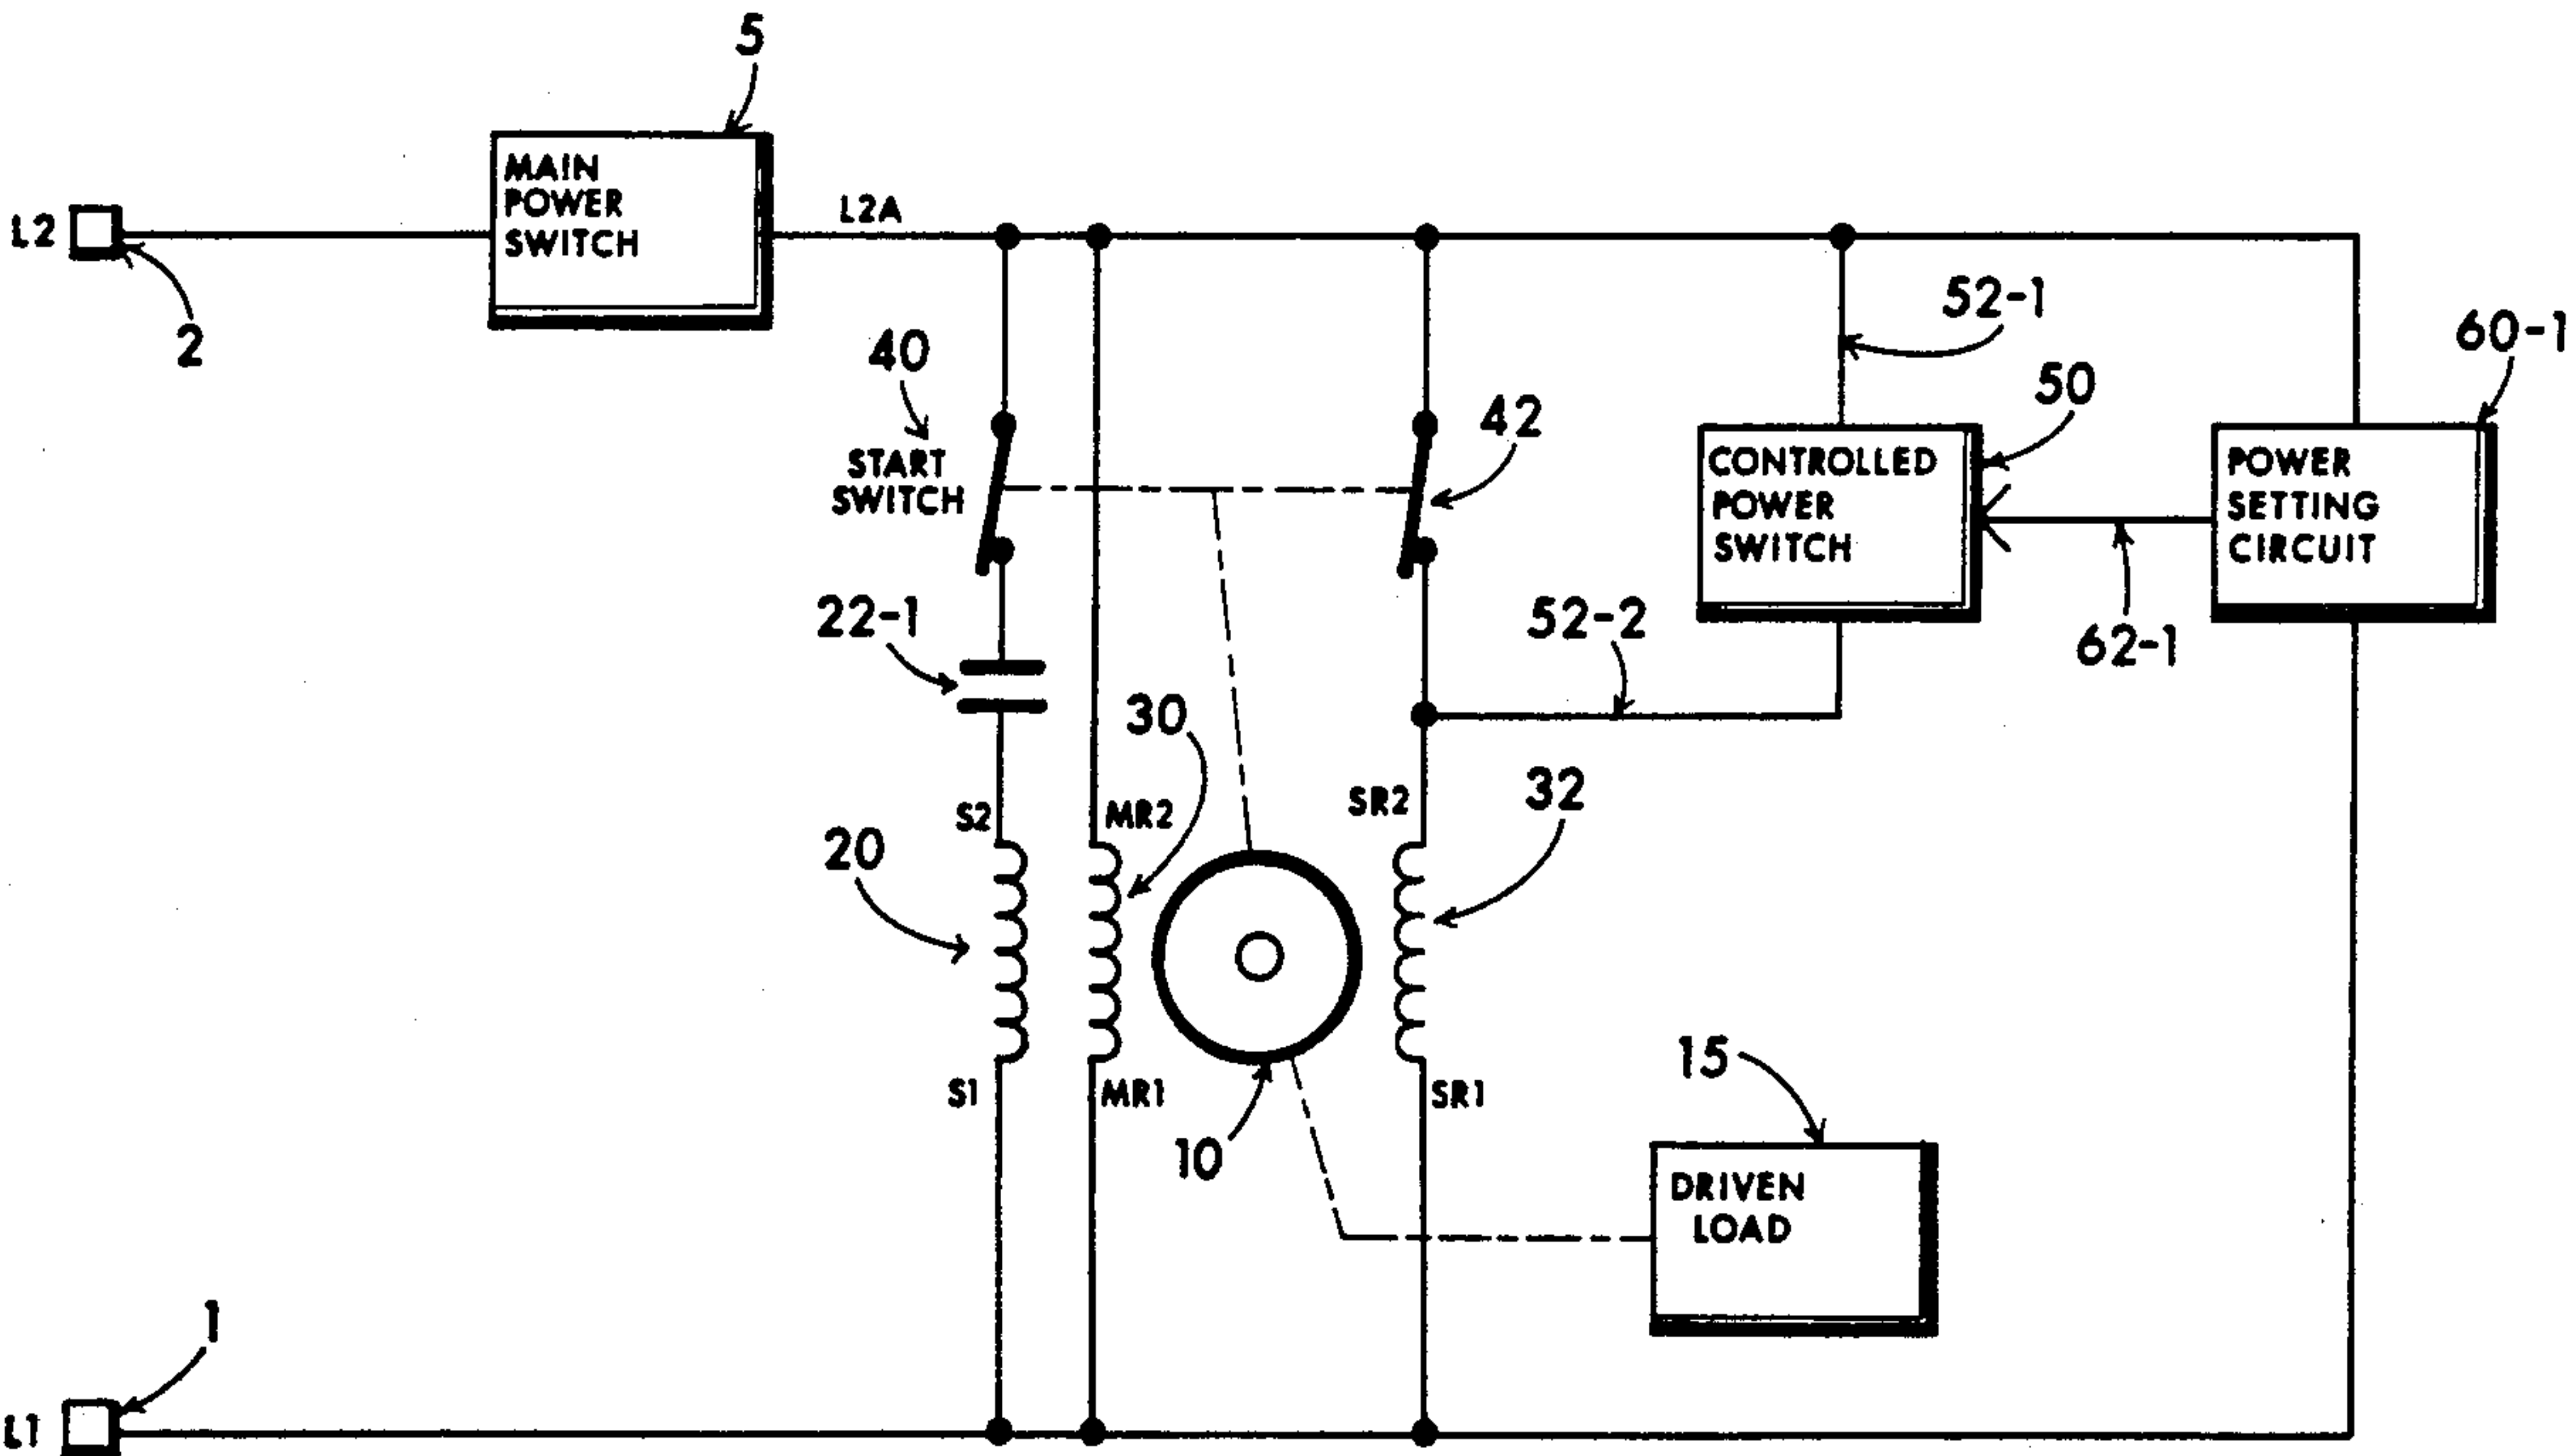 5
MAIN
POWER
SWITCH
L2
L2A
2
52-1
60-1
40
50
42
START
SWITCH
CONTROLLED
POWER
SWITCH
POWER
SETTING
CIRCUIT
22-1
52-2
62-1
30
S2
MR2
SR2
32
20
S1
MR1
SR1
10
15
DRIVEN
LOAD
1
L1